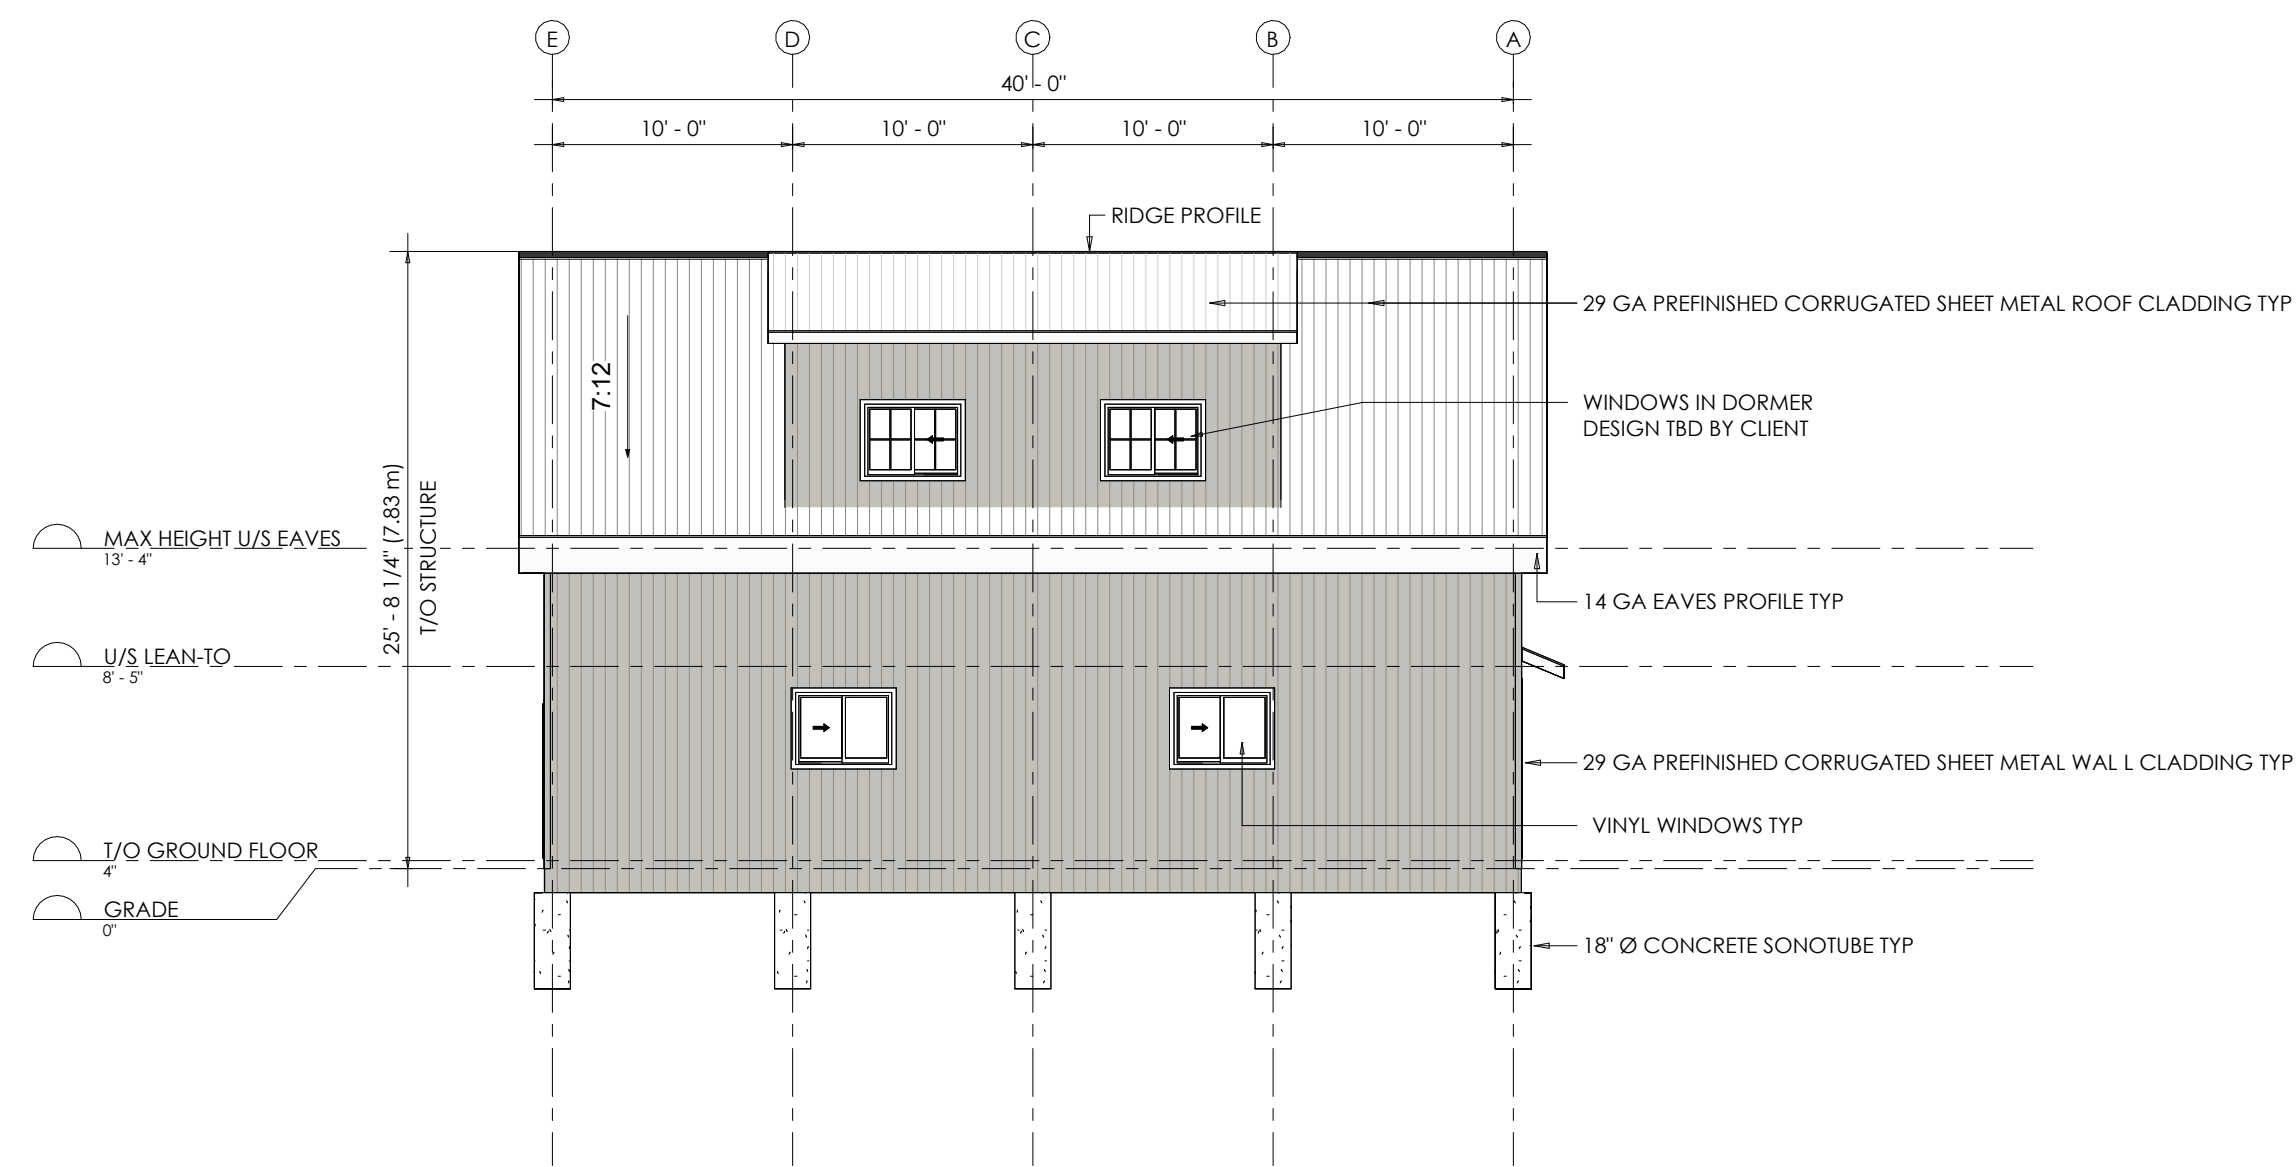 E D C B A
40' - 0"
10' - 0" 10' - 0" 10' - 0" 10' - 0"
RIDGE PROFILE
29 GA PREFINISHED CORRUGATED SHEET METAL ROOF CLADDING TYP
7:12
WINDOWS IN DORMER
DESIGN TBD BY CLIENT
25' - 8 1/4" (7.83 m)
T/O STRUCTURE
MAX HEIGHT U/S EAVES
13' - 4"
14 GA EAVES PROFILE TYP
U/S LEAN-TO
8' - 5"
29 GA PREFINISHED CORRUGATED SHEET METAL WAL L CLADDING TYP
VINYL WINDOWS TYP
T/O GROUND FLOOR
4"
GRADE
0"
18" Ø CONCRETE SONOTUBE TYP